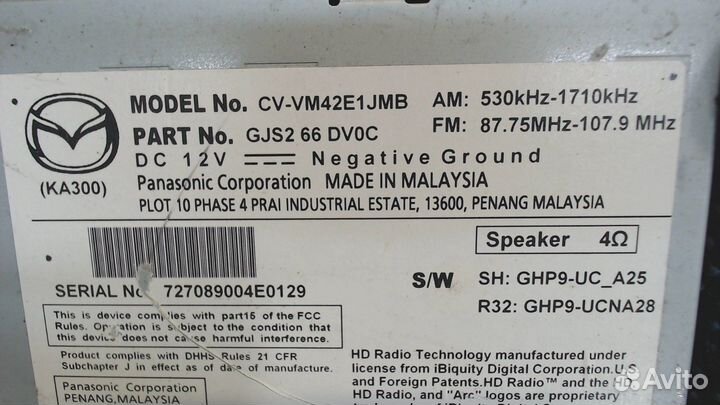 MODEL No. CV-VM42E1JMB AM: 530kHz-1710kHz
PART No. GJS2 66 DV0C FM: 87.75MHz-107.9 MHz
DC 12V Negative Ground
(KA300) Panasonic Corporation MADE IN MALAYSIA
PLOT 10 PHASE 4 PRAI INDUSTRIAL ESTATE, 13600, PENANG MALAYSIA
Speaker 4Ω
S/W SH: GHP9-UC_A25
SERIAL No. 727089004E0129
R32: GHP9-UCNA28
This is device complies with part15 of the FCC
Rules. Operation is subject to the condition that
this device does not cause harmful interference.
Product complies with DHHS Rules 21 CFR
Subchapter J in effect as of date of manufacture.
Panasonic Corporation
PENANG,MALAYSIA
HD Radio Technology manufactured under
license from iBiquity Digital Corporation.U.S.
and Foreign Patents.HD Radio™ and the HD,
HD Radio, and "Arc" logos are proprietary
of iBiquity Digital
Avito